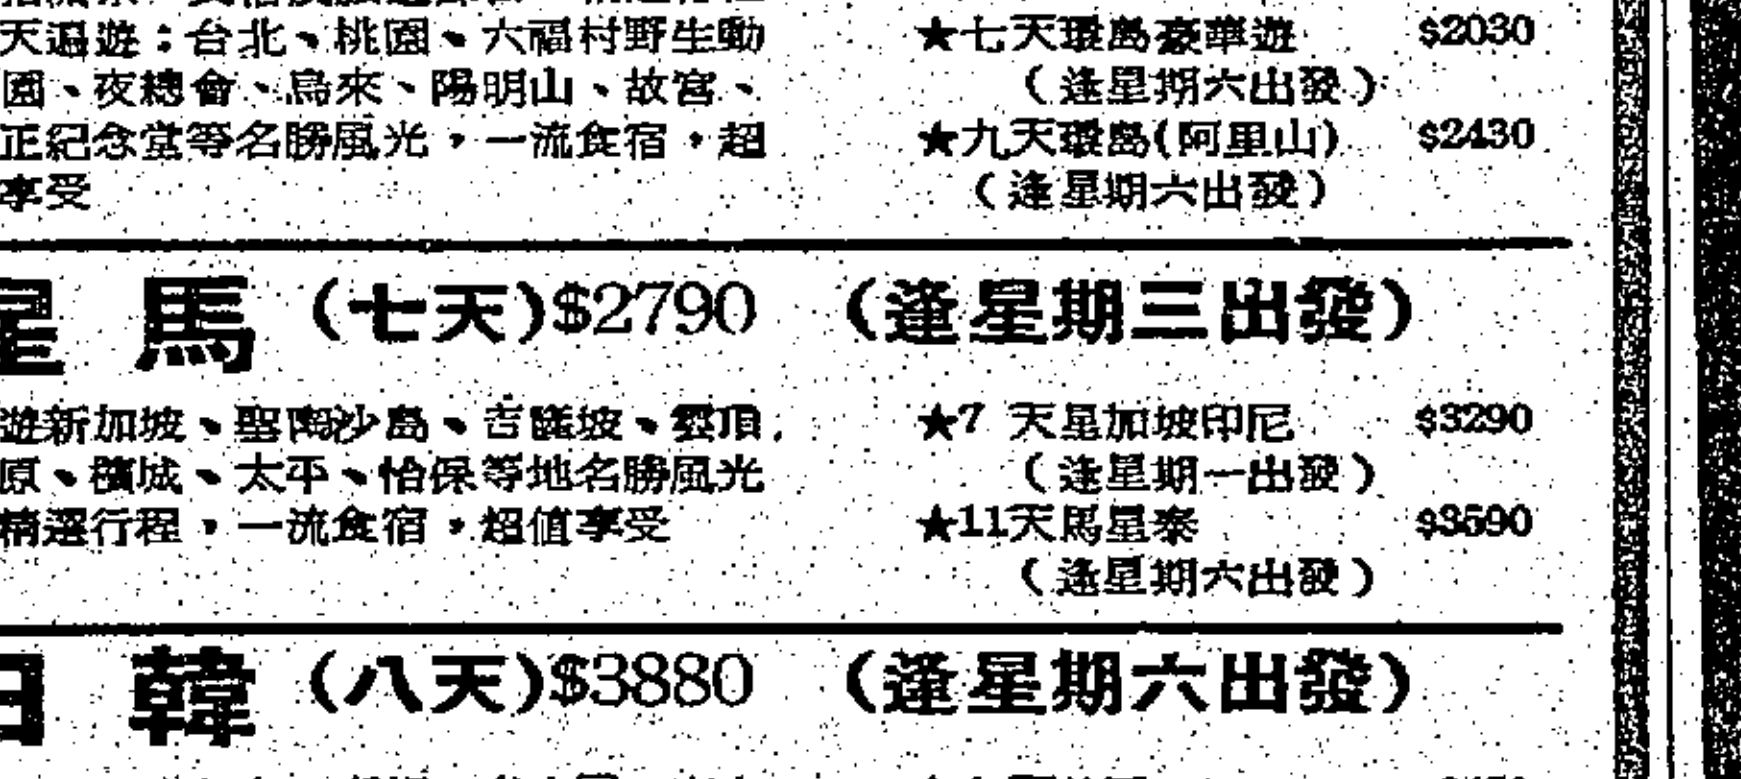 天遍遊：台北、桃園、六福村野生動
園、夜總會、烏來、陽明山、故宮、
正紀念堂等名勝風光，一流食宿，超
享受
★七天環島豪華遊 $2030
（逢星期六出發）
★九天環島(阿里山) $2430
（逢星期六出發）
星 馬 (七天)$2790 （逢星期三出發）
遊新加坡、聖陶沙島、吉隆坡、雲頂
原、檳城、太平、怡保等地名勝風光
精選行程，一流食宿，超值享受
★7 天星加坡印尼 $3290
（逢星期一出發）
★11天馬星泰 $3590
（逢星期六出發）
日 韓 (八天)$3880 （逢星期六出發）